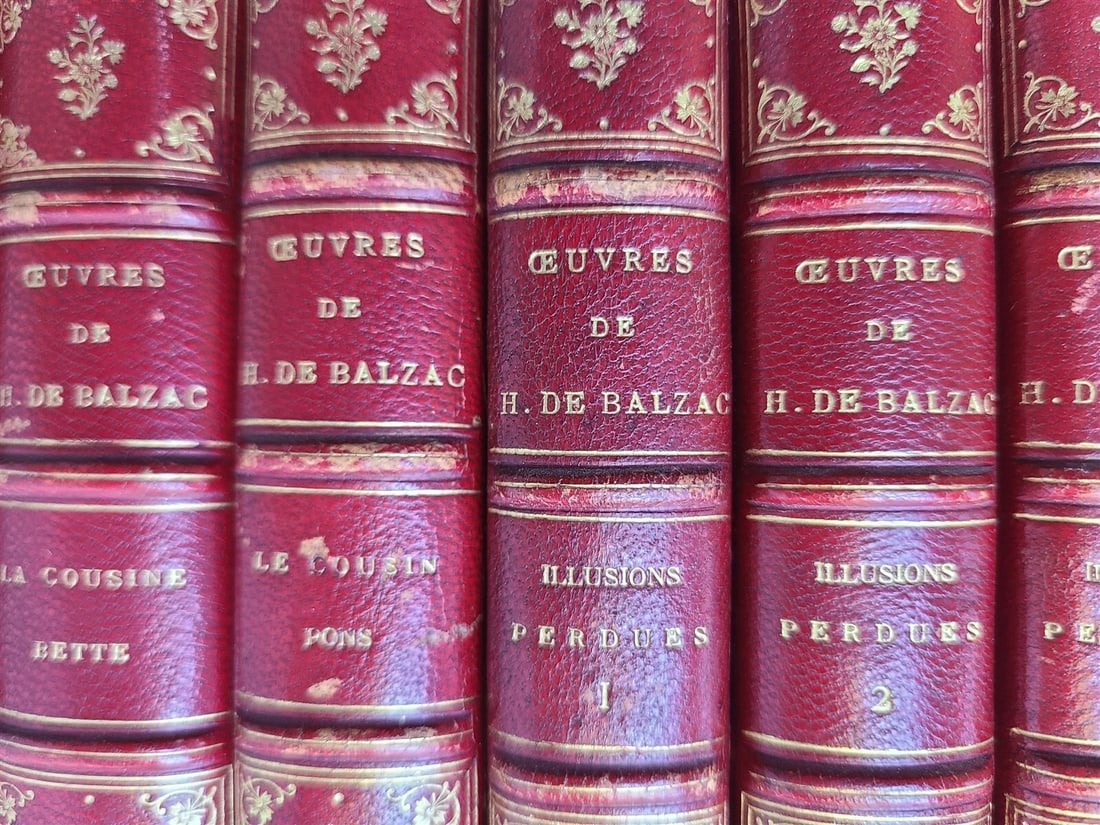 ŒUVRES
DE
H. DE BALZAC
LA COUSINE
BETTE
ŒUVRES
DE
H. DE BALZAC
LE COUSIN
PONS
ŒUVRES
DE
H. DE BALZAC
ILLUSIONS
PERDUES
I
ŒUVRES
DE
H. DE BALZAC
ILLUSIONS
PERDUES
2
Œ
H. D
PE